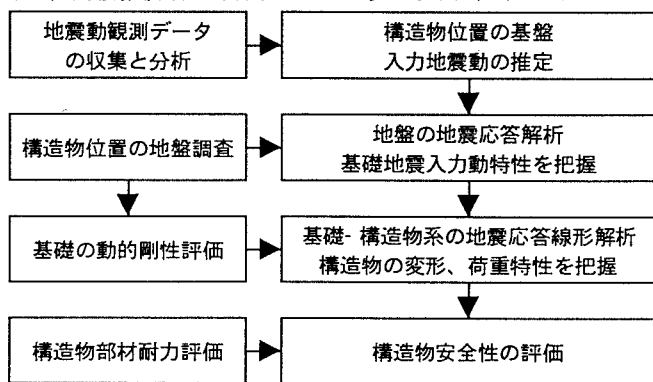 地震動観測データ
の収集と分析
構造物位置の基盤
入力地震動の推定
構造物位置の地盤調査
地盤の地震応答解析
基礎地震入力動特性を把握
基礎の動的剛性評価
基礎-構造物系の地震応答線形解析
構造物の変形、荷重特性を把握
構造物部材耐力評価
構造物安全性の評価